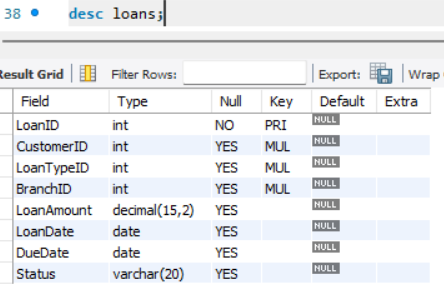 38 desc loans;
Result Grid Filter Rows: Export: Wrap
Field Type Null Key Default Extra
LoanID int NO PRI NULL
CustomerID int YES MUL NULL
LoanTypeID int YES MUL NULL
BranchID int YES MUL NULL
LoanAmount decimal(15,2) YES NULL
LoanDate date YES NULL
DueDate date YES NULL
Status varchar(20) YES NULL